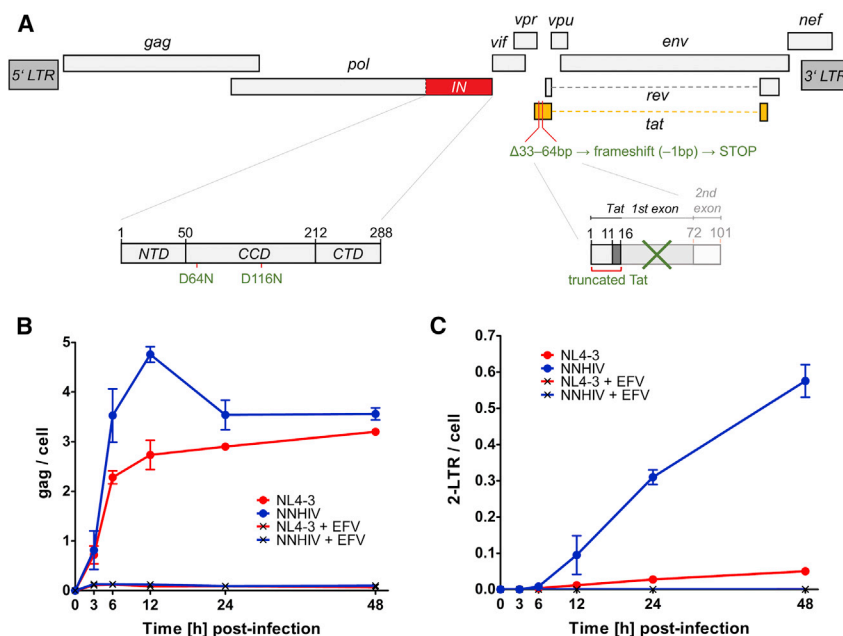 A
gag
vif
vpr
vpu
env
nef
5' LTR
pol
IN
rev
tat
3' LTR
Δ33–64bp → frameshift (–1bp) → STOP
2nd
Tat 1st exon exon
1 50 212 288
NTD CCD CTD
D64N D116N
1 11 16 72 101
truncated Tat
B
gag / cell
5
4
3
2
1
0
NL4-3
NNHIV
NL4-3 + EFV
NNHIV + EFV
0 3 6 12 24 48
Time [h] post-infection
C
2-LTR / cell
0.7
0.6
0.5
0.4
0.3
0.2
0.1
0.0
NL4-3
NNHIV
NL4-3 + EFV
NNHIV + EFV
0 3 6 12 24 48
Time [h] post-infection